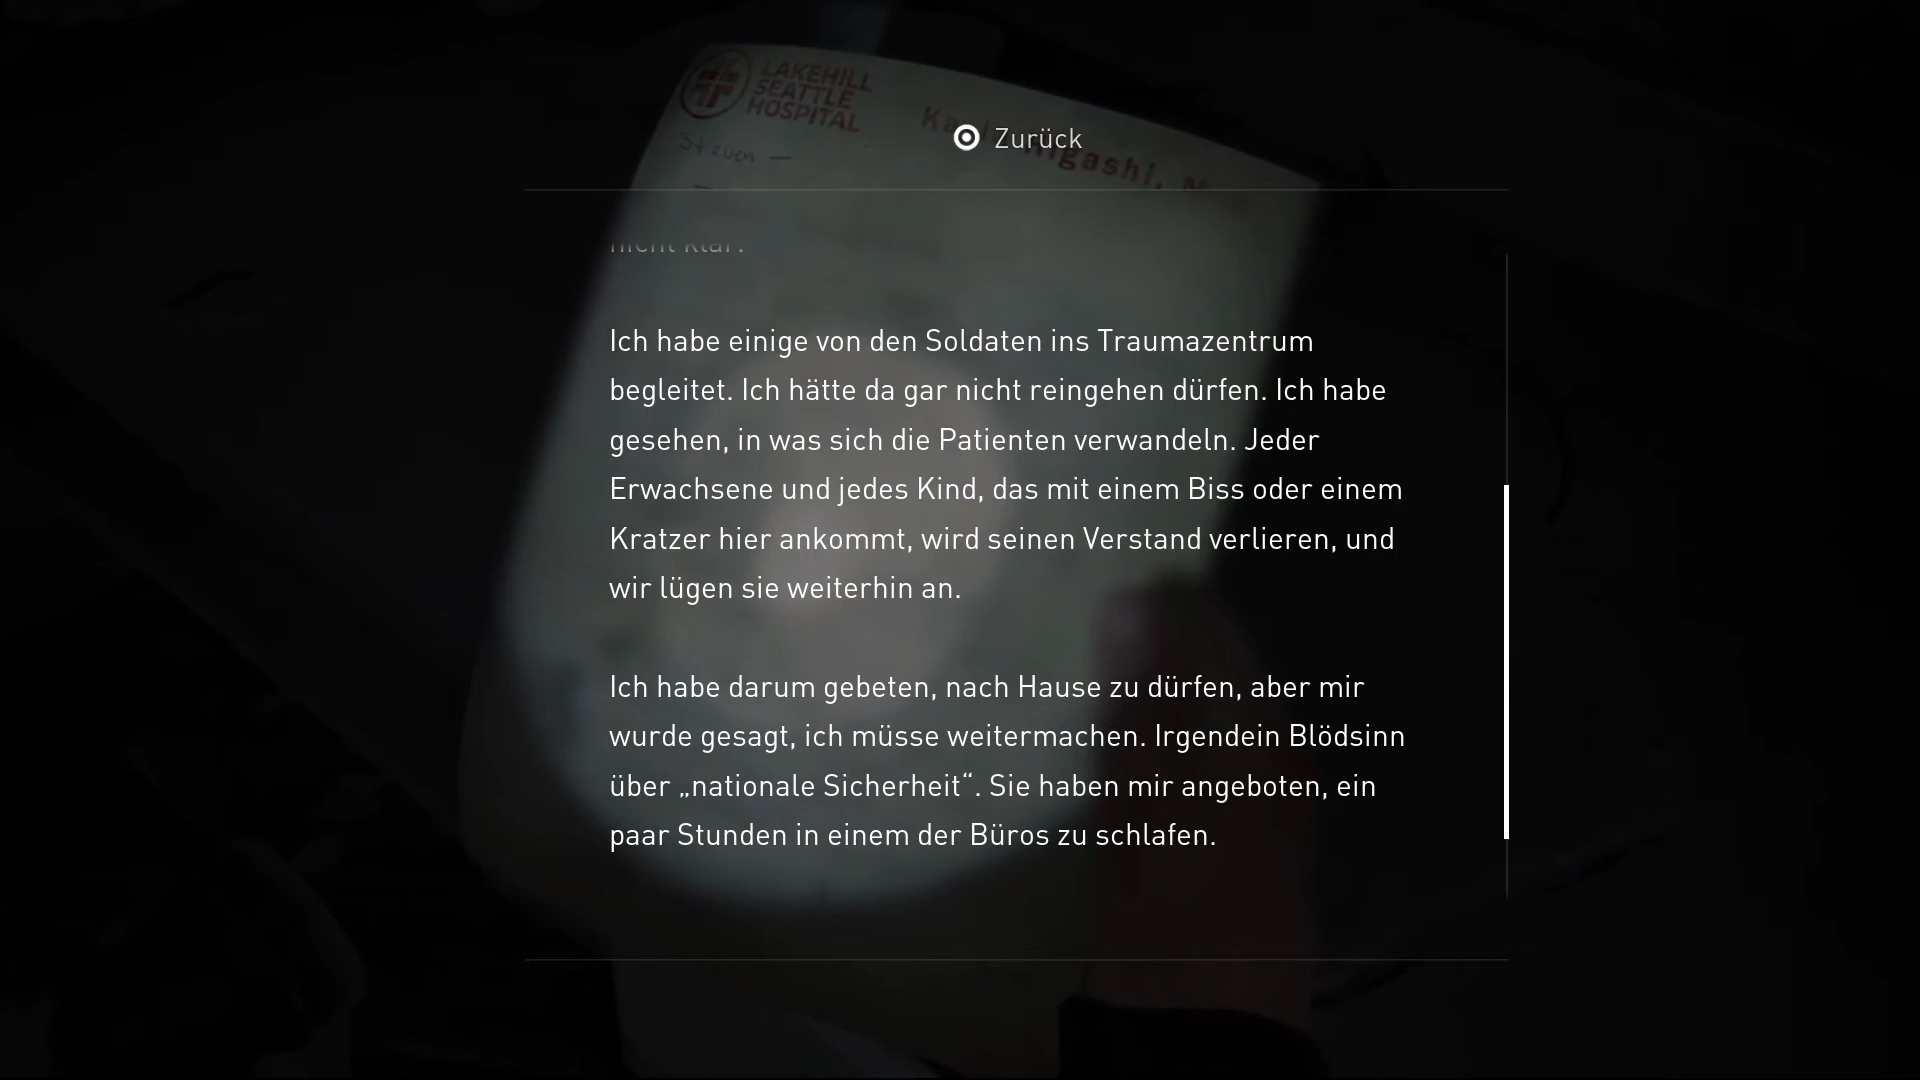 LAKEHILL
SEATTLE
HOSPITAL
Steven —
Zurück
nicht klar.
Ich habe einige von den Soldaten ins Traumazentrum
begleitet. Ich hätte da gar nicht reingehen dürfen. Ich habe
gesehen, in was sich die Patienten verwandeln. Jeder
Erwachsene und jedes Kind, das mit einem Biss oder einem
Kratzer hier ankommt, wird seinen Verstand verlieren, und
wir lügen sie weiterhin an.
Ich habe darum gebeten, nach Hause zu dürfen, aber mir
wurde gesagt, ich müsse weitermachen. Irgendein Blödsinn
über „nationale Sicherheit“. Sie haben mir angeboten, ein
paar Stunden in einem der Büros zu schlafen.